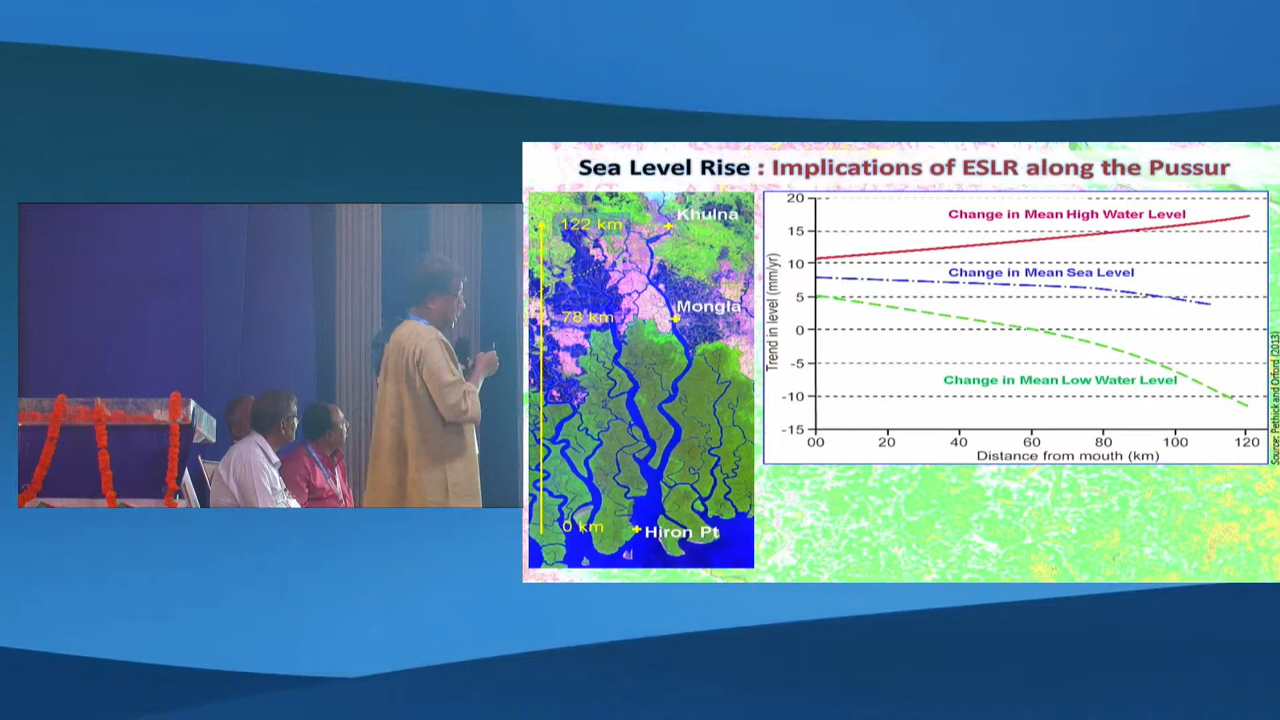 Sea Level Rise : Implications of ESLR along the Pussur
Khulna
122 km
Mongla
78 km
0 km
Hiron Pt
20
15
10
5
0
-5
-10
-15
Trend in level (mm/yr)
Change in Mean High Water Level
Change in Mean Sea Level
Change in Mean Low Water Level
00 20 40 60 80 100 120
Distance from mouth (km)
Source: Pethick and Orford (2013)